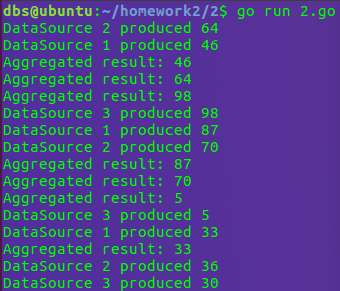 dbs@ubuntu:~/homework2/2$ go run 2.go
DataSource 2 produced 64
DataSource 1 produced 46
Aggregated result: 46
Aggregated result: 64
Aggregated result: 98
DataSource 3 produced 98
DataSource 1 produced 87
DataSource 2 produced 70
Aggregated result: 87
Aggregated result: 70
Aggregated result: 5
DataSource 3 produced 5
DataSource 1 produced 33
Aggregated result: 33
DataSource 2 produced 36
DataSource 3 produced 30